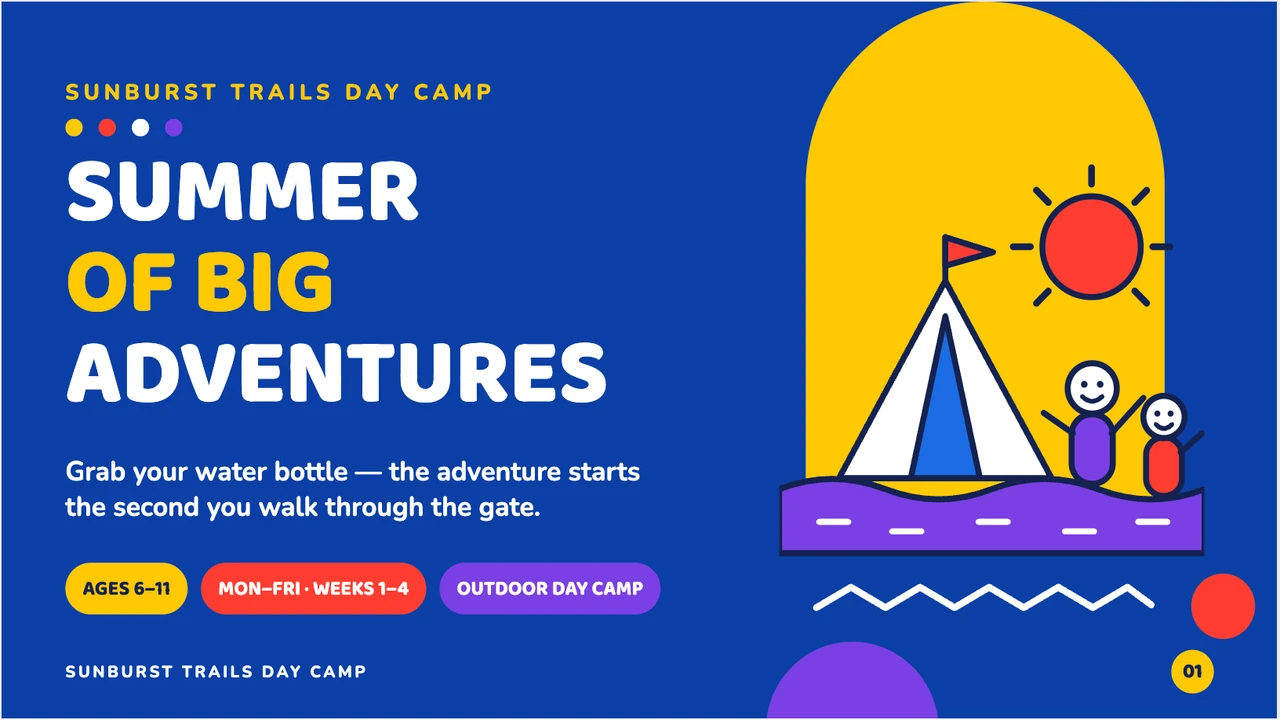 SUNBURST TRAILS DAY CAMP
SUMMER
OF BIG
ADVENTURES
Grab your water bottle — the adventure starts
the second you walk through the gate.
AGES 6–11
MON–FRI · WEEKS 1–4
OUTDOOR DAY CAMP
SUNBURST TRAILS DAY CAMP
01